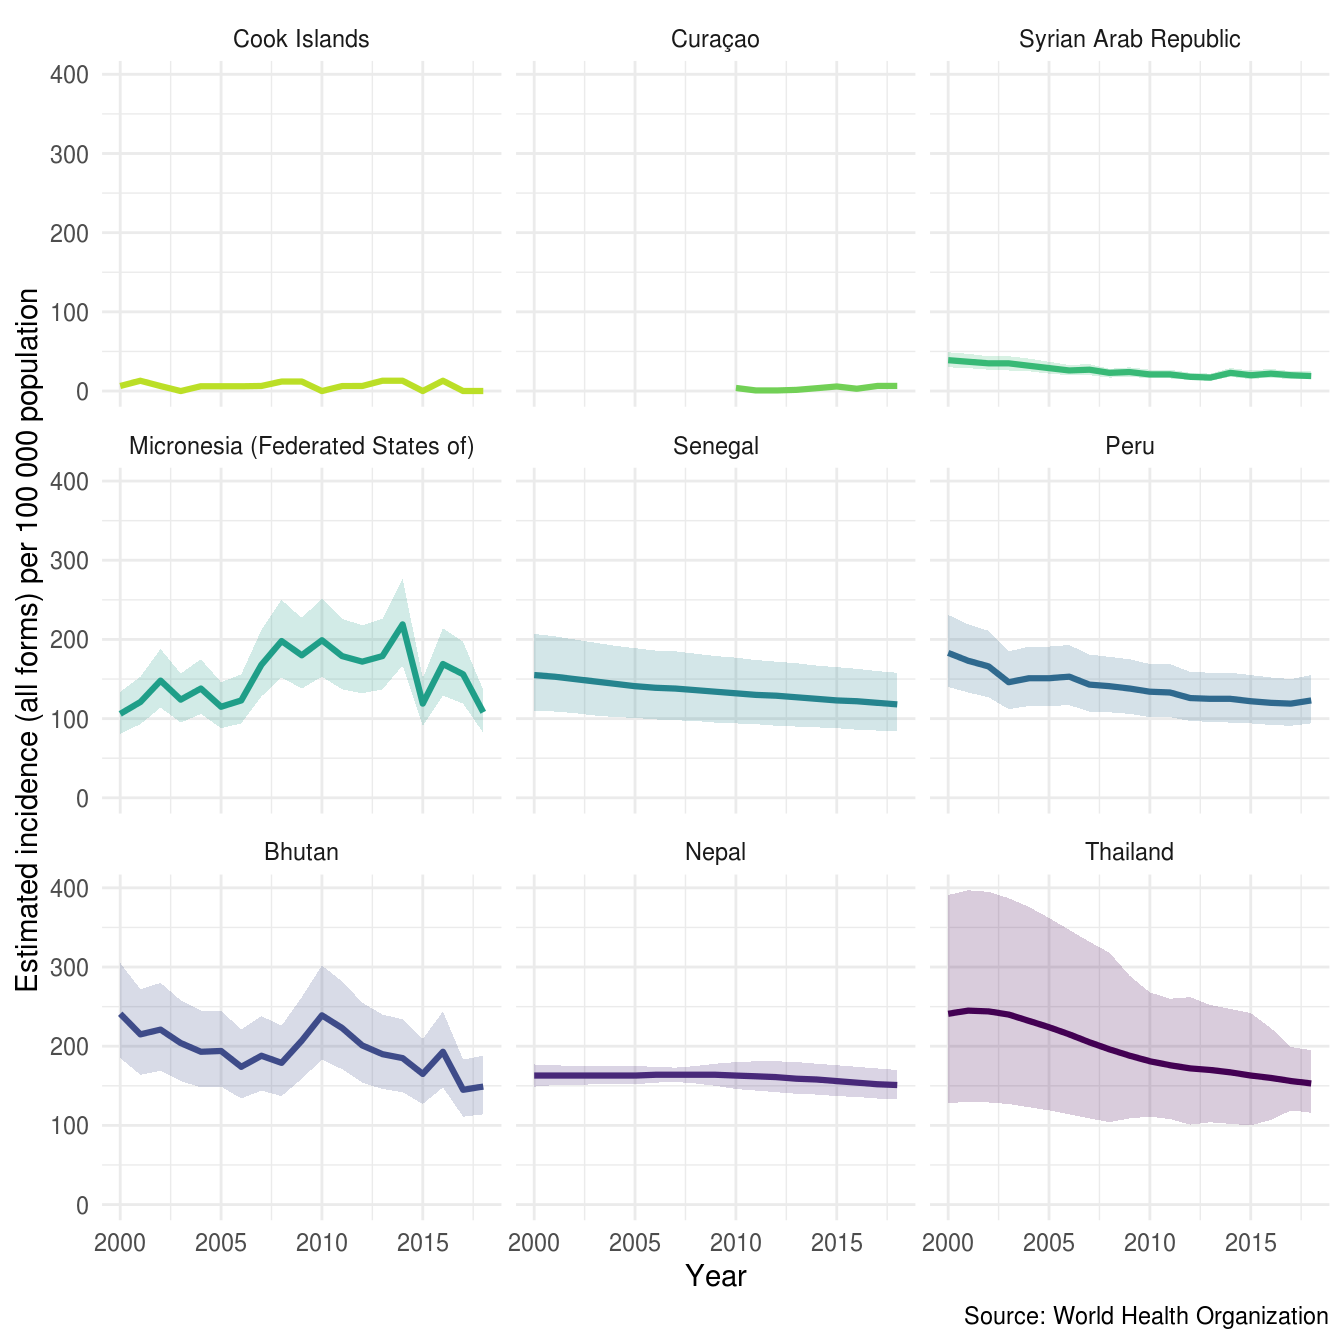 Cook Islands Curaçao Syrian Arab Republic
400
300
200
100
0
Micronesia (Federated States of) Senegal Peru
400
300
200
100
0
Bhutan Nepal Thailand
400
300
200
100
0
2000 2005 2010 2015 2000 2005 2010 2015 2000 2005 2010 2015
Year
Estimated incidence (all forms) per 100 000 population
Source: World Health Organization